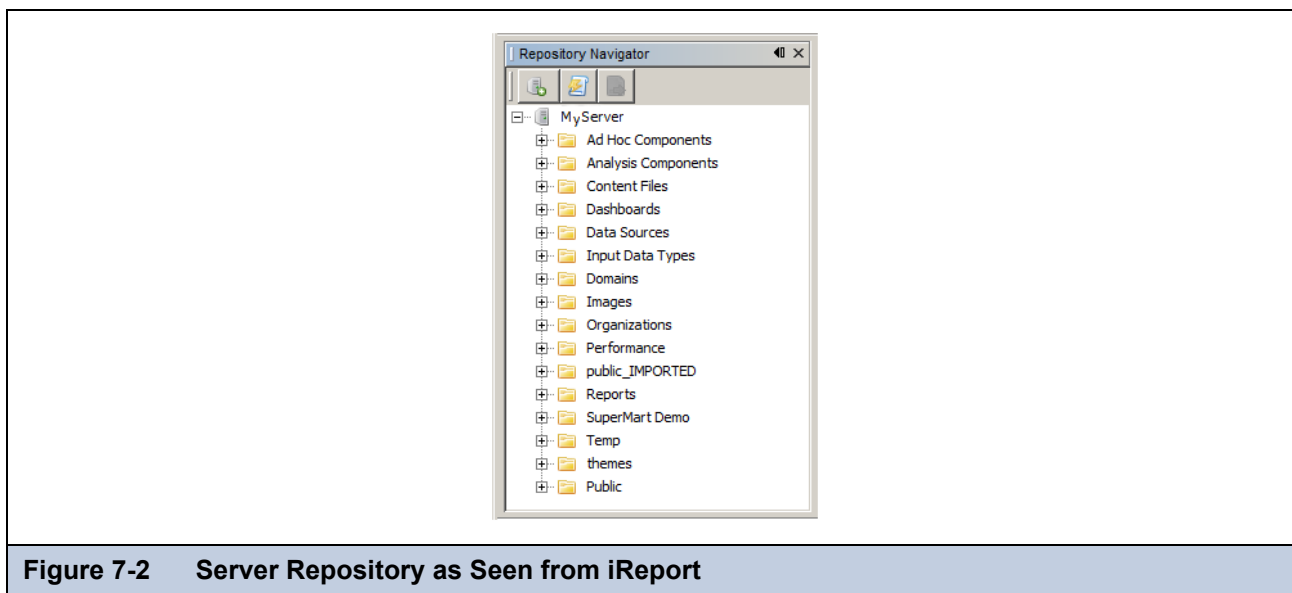 Repository Navigator
MyServer
Ad Hoc Components
Analysis Components
Content Files
Dashboards
Data Sources
Input Data Types
Domains
Images
Organizations
Performance
public_IMPORTED
Reports
SuperMart Demo
Temp
themes
Public
Figure 7-2 Server Repository as Seen from iReport